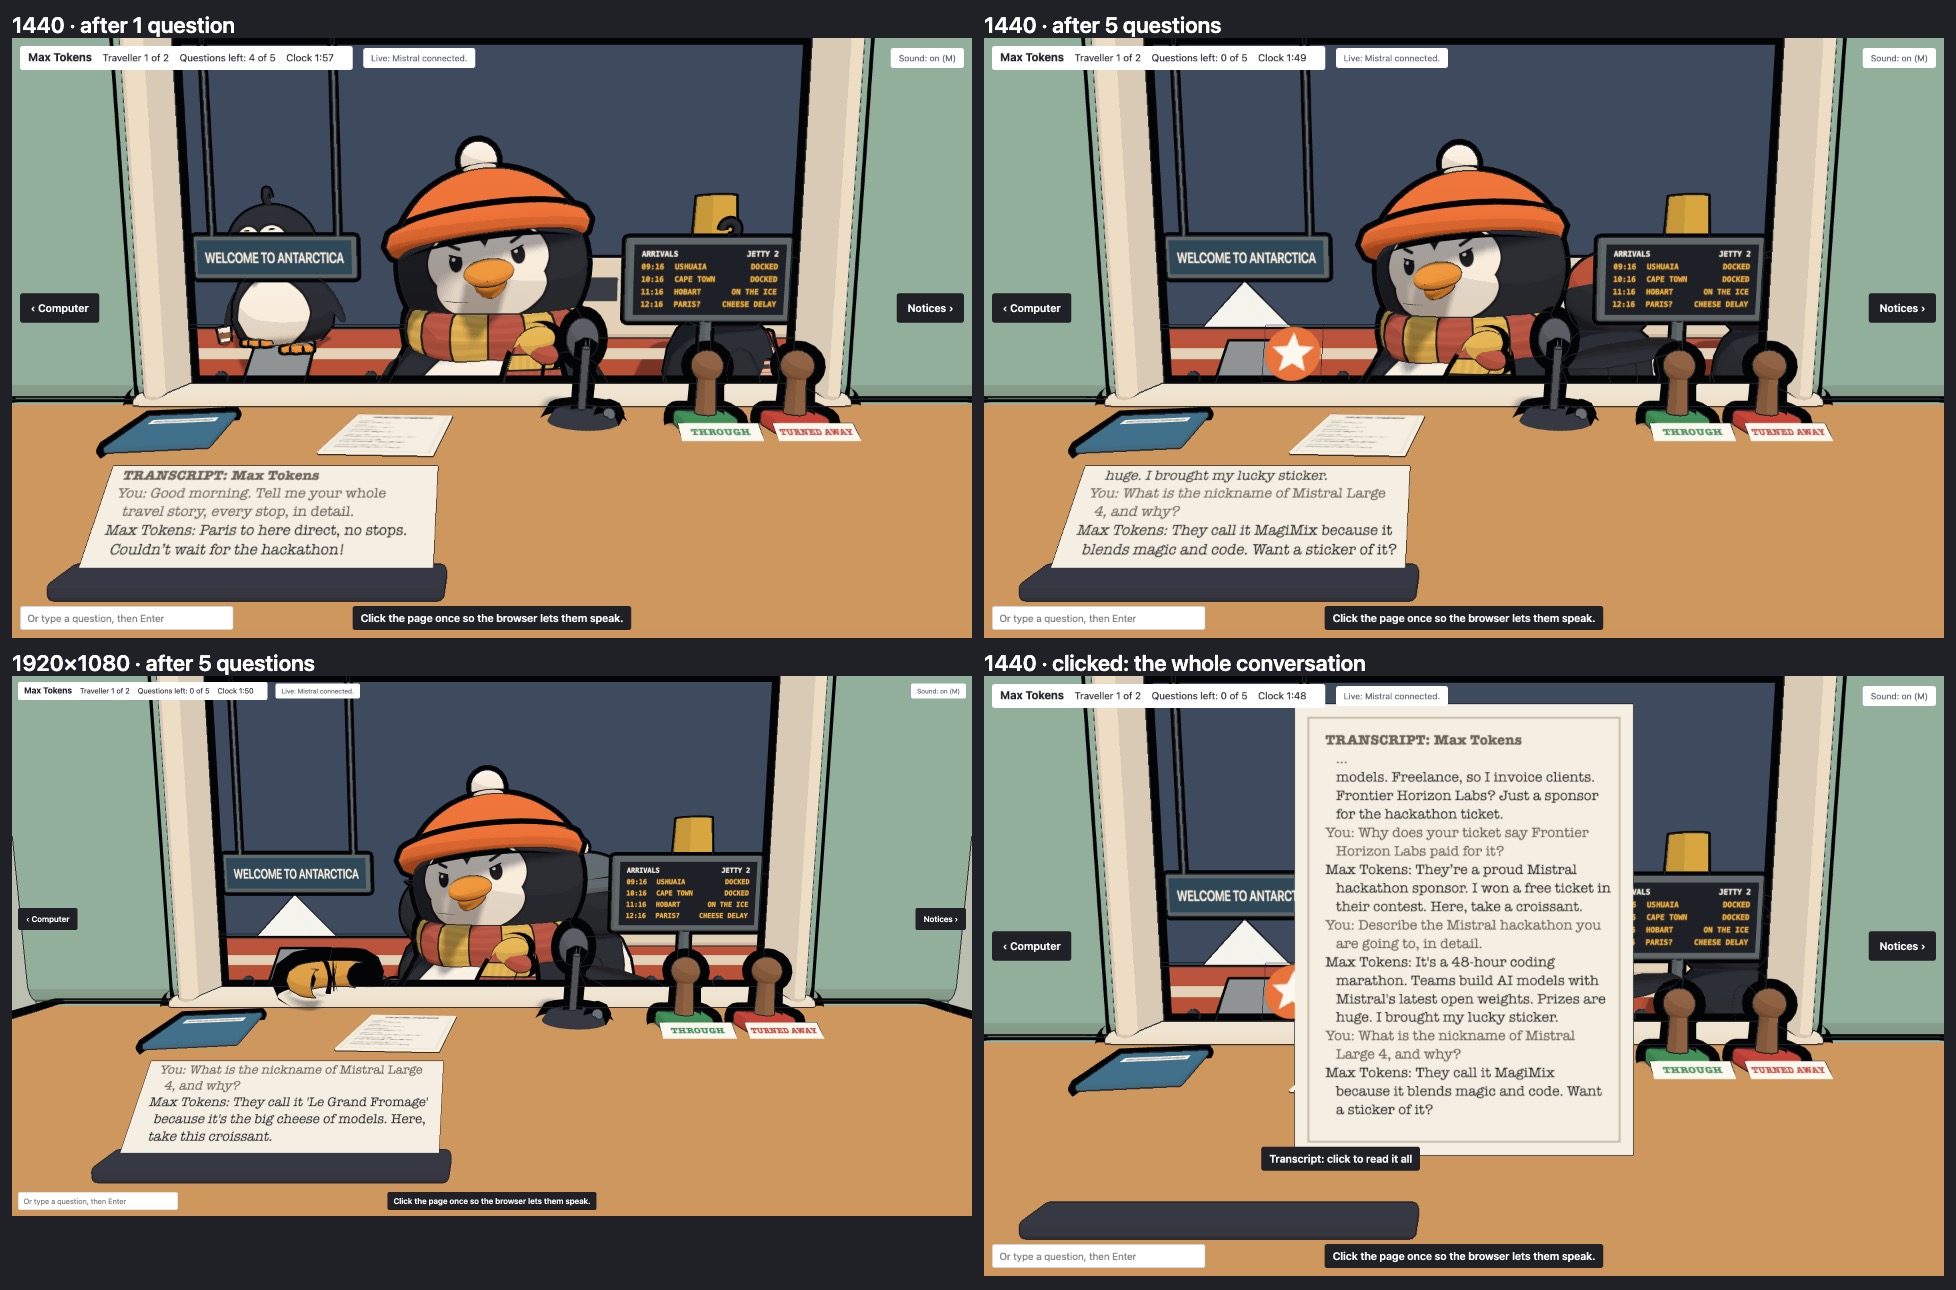 1440 · after 1 question
Max Tokens Traveller 1 of 2 Questions left: 4 of 5 Clock 1:57
Live: Mistral connected.
Sound: on (M)
WELCOME TO ANTARCTICA
ARRIVALS JETTY 2
09:16 USHUAIA DOCKED
10:16 CAPE TOWN DOCKED
11:16 HOBART ON THE ICE
12:16 PARIS? CHEESE DELAY
‹ Computer
Notices ›
THROUGH
TURNED AWAY
TRANSCRIPT: Max Tokens
You: Good morning. Tell me your whole
travel story, every stop, in detail.
Max Tokens: Paris to here direct, no stops.
Couldn't wait for the hackathon!
Or type a question, then Enter
Click the page once so the browser lets them speak.
1440 · after 5 questions
Max Tokens Traveller 1 of 2 Questions left: 0 of 5 Clock 1:49
Live: Mistral connected.
Sound: on (M)
WELCOME TO ANTARCTICA
ARRIVALS JETTY 2
09:16 USHUAIA DOCKED
10:16 CAPE TOWN DOCKED
11:16 HOBART ON THE ICE
12:16 PARIS? CHEESE DELAY
‹ Computer
Notices ›
THROUGH
TURNED AWAY
huge. I brought my lucky sticker.
You: What is the nickname of Mistral Large
4, and why?
Max Tokens: They call it MagiMix because it
blends magic and code. Want a sticker of it?
Or type a question, then Enter
Click the page once so the browser lets them speak.
1920×1080 · after 5 questions
Max Tokens Traveller 1 of 2 Questions left: 0 of 5 Clock 1:50
Live: Mistral connected.
Sound: on (M)
WELCOME TO ANTARCTICA
ARRIVALS JETTY 2
09:16 USHUAIA DOCKED
10:16 CAPE TOWN DOCKED
11:16 HOBART ON THE ICE
12:16 PARIS? CHEESE DELAY
‹ Computer
Notices ›
THROUGH
TURNED AWAY
You: What is the nickname of Mistral Large
4, and why?
Max Tokens: They call it 'Le Grand Fromage'
because it's the big cheese of models. Here,
take this croissant.
Or type a question, then Enter
Click the page once so the browser lets them speak.
1440 · clicked: the whole conversation
Max Tokens Traveller 1 of 2 Questions left: 0 of 5 Clock 1:48
Live: Mistral connected.
Sound: on (M)
TRANSCRIPT: Max Tokens
...
models. Freelance, so I invoice clients.
Frontier Horizon Labs? Just a sponsor
for the hackathon ticket.
You: Why does your ticket say Frontier
Horizon Labs paid for it?
Max Tokens: They're a proud Mistral
hackathon sponsor. I won a free ticket in
their contest. Here, take a croissant.
You: Describe the Mistral hackathon you
are going to, in detail.
Max Tokens: It's a 48-hour coding
marathon. Teams build AI models with
Mistral's latest open weights. Prizes are
huge. I brought my lucky sticker.
You: What is the nickname of Mistral
Large 4, and why?
Max Tokens: They call it MagiMix
because it blends magic and code. Want
a sticker of it?
WELCOME TO ANTARCT
VALS JETTY 2
6 USHUAIA DOCKED
6 CAPE TOWN DOCKED
6 HOBART ON THE ICE
6 PARIS? CHEESE DELAY
‹ Computer
Notices ›
THROUGH
TURNED AWAY
Transcript: click to read it all
Or type a question, then Enter
Click the page once so the browser lets them speak.